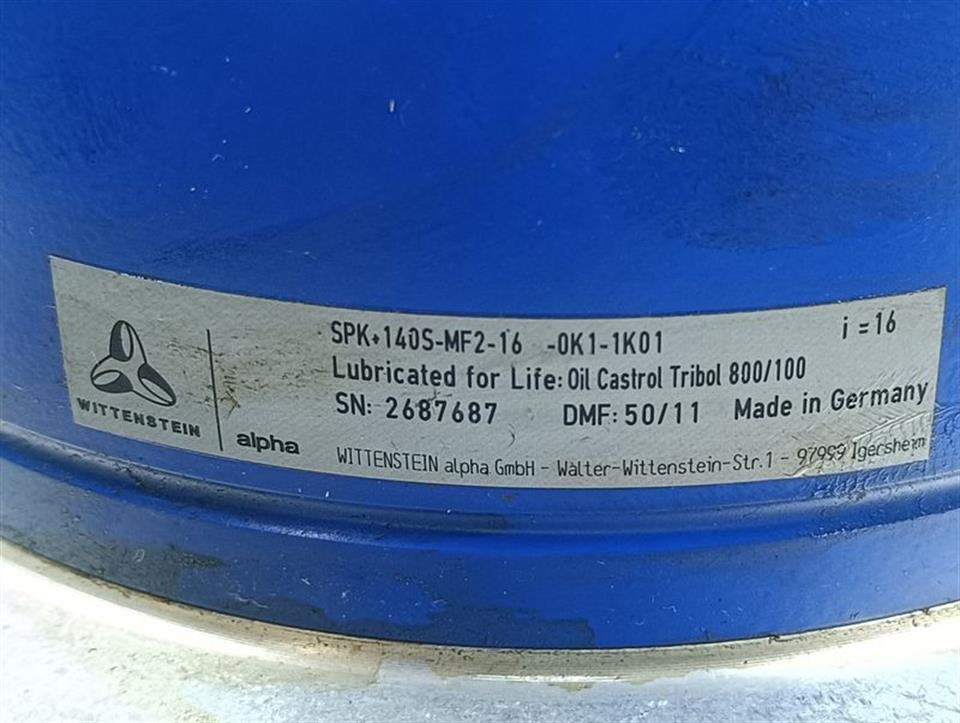 SPK+140S-MF2-16 -0K1-1K01 i=16
Lubricated for Life: Oil Castrol Tribol 800/100
SN: 2687687 DMF: 50/11 Made in Germany
WITTENSTEIN alpha GmbH - Walter-Wittenstein-Str.1 - 97999 Igersheim
WITTENSTEIN
alpha